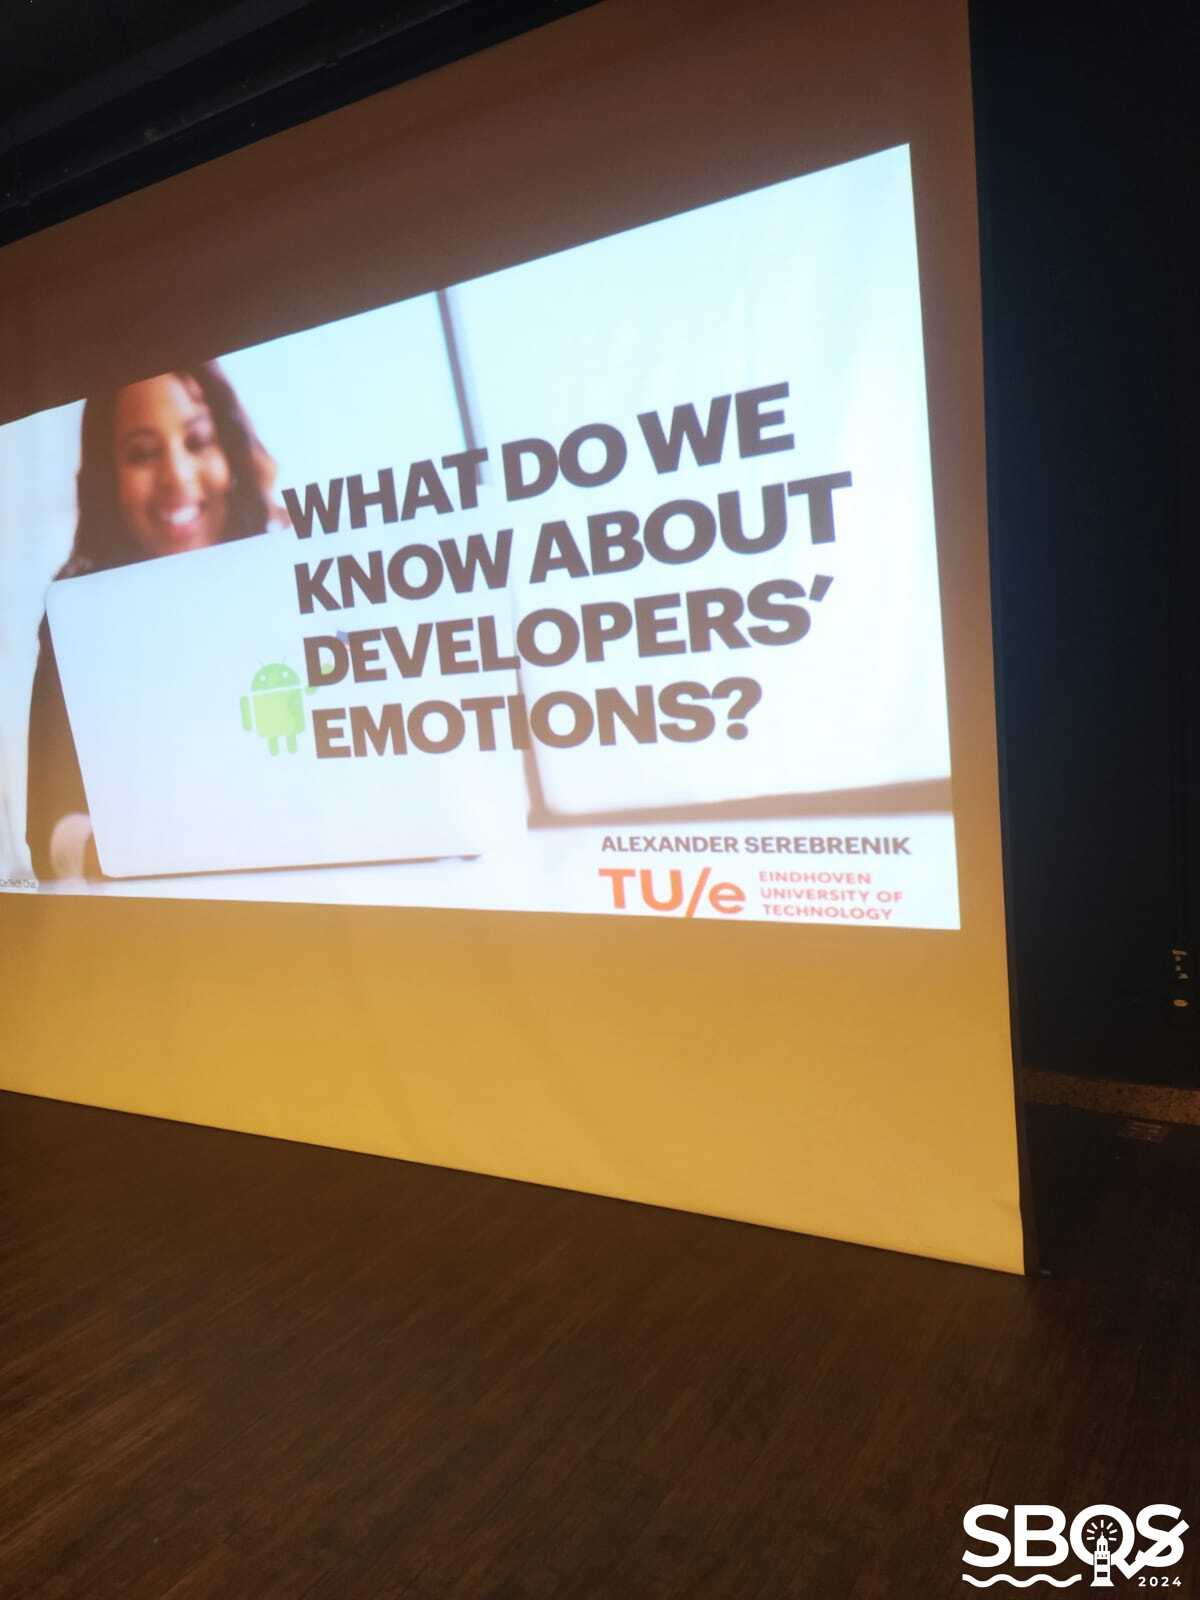 WHAT DO WE
KNOW ABOUT
DEVELOPERS’
EMOTIONS?
ALEXANDER SEREBRENIK
TU/e
EINDHOVEN
UNIVERSITY OF
TECHNOLOGY
SBQS
2024